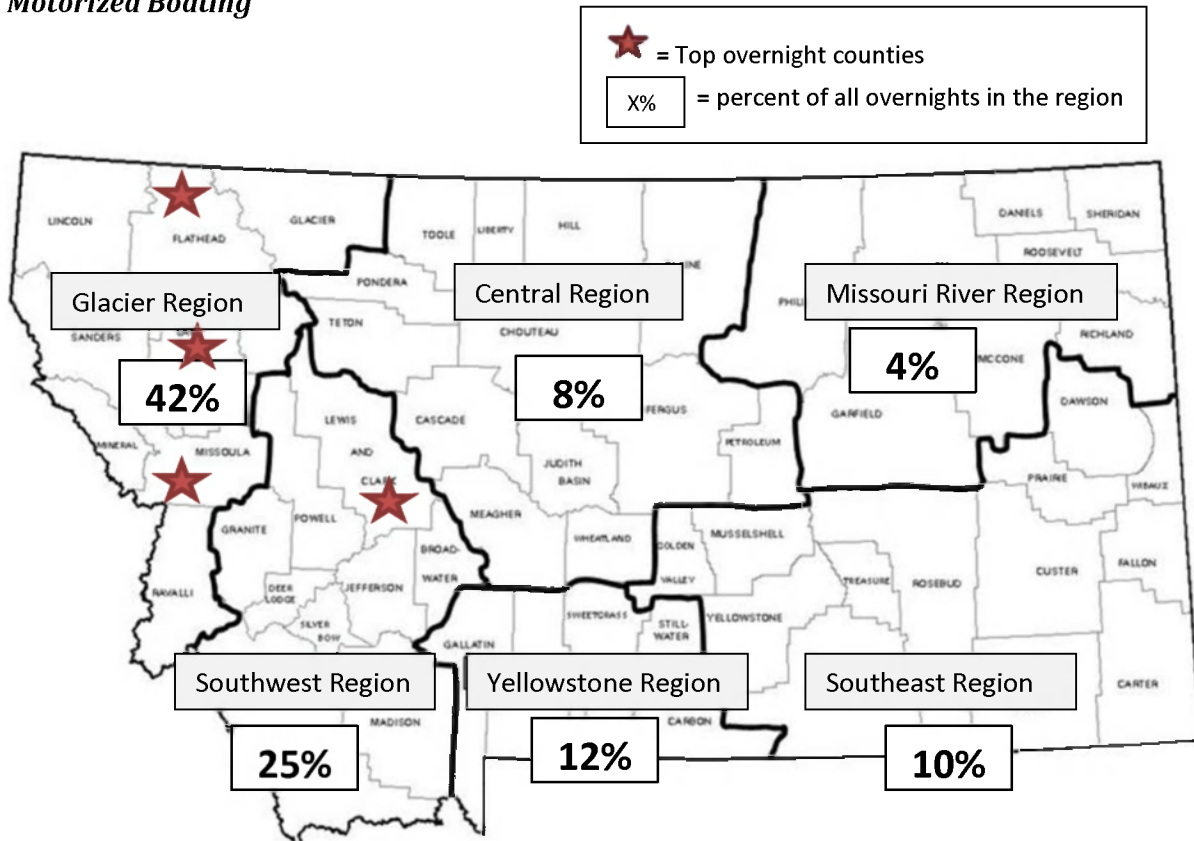 Motorized Boating
= Top overnight counties
X% = percent of all overnights in the region
LINCOLN
FLATHEAD
GLACIER
TOOLE
LIBERTY
HILL
DANIELS
SHERIDAN
ROOSEVELT
PONDERA
Glacier Region
Central Region
Missouri River Region
SANDERS
TETON
CHOUTEAU
RICHLAND
42%
8%
4%
MCCONE
DAWSON
LEWIS
AND
CASCADE
FERGUS
GARFIELD
MINERAL
MISSOULA
PETROLEUM
JUDITH
BASIN
PRAIRIE
WIBAUX
GRANITE
POWELL
MEAGHER
WHEATLAND
GOLDEN
VALLEY
MUSSELSHELL
BROAD-
WATER
RAVALLI
DEER
LODGE
JEFFERSON
SILVER
BOW
SWEETGRASS
STILL-
WATER
YELLOWSTONE
TREASURE
ROSEBUD
CUSTER
FALLON
GALLATIN
Southwest Region
Yellowstone Region
Southeast Region
CARTER
MADISON
CARBON
25%
12%
10%